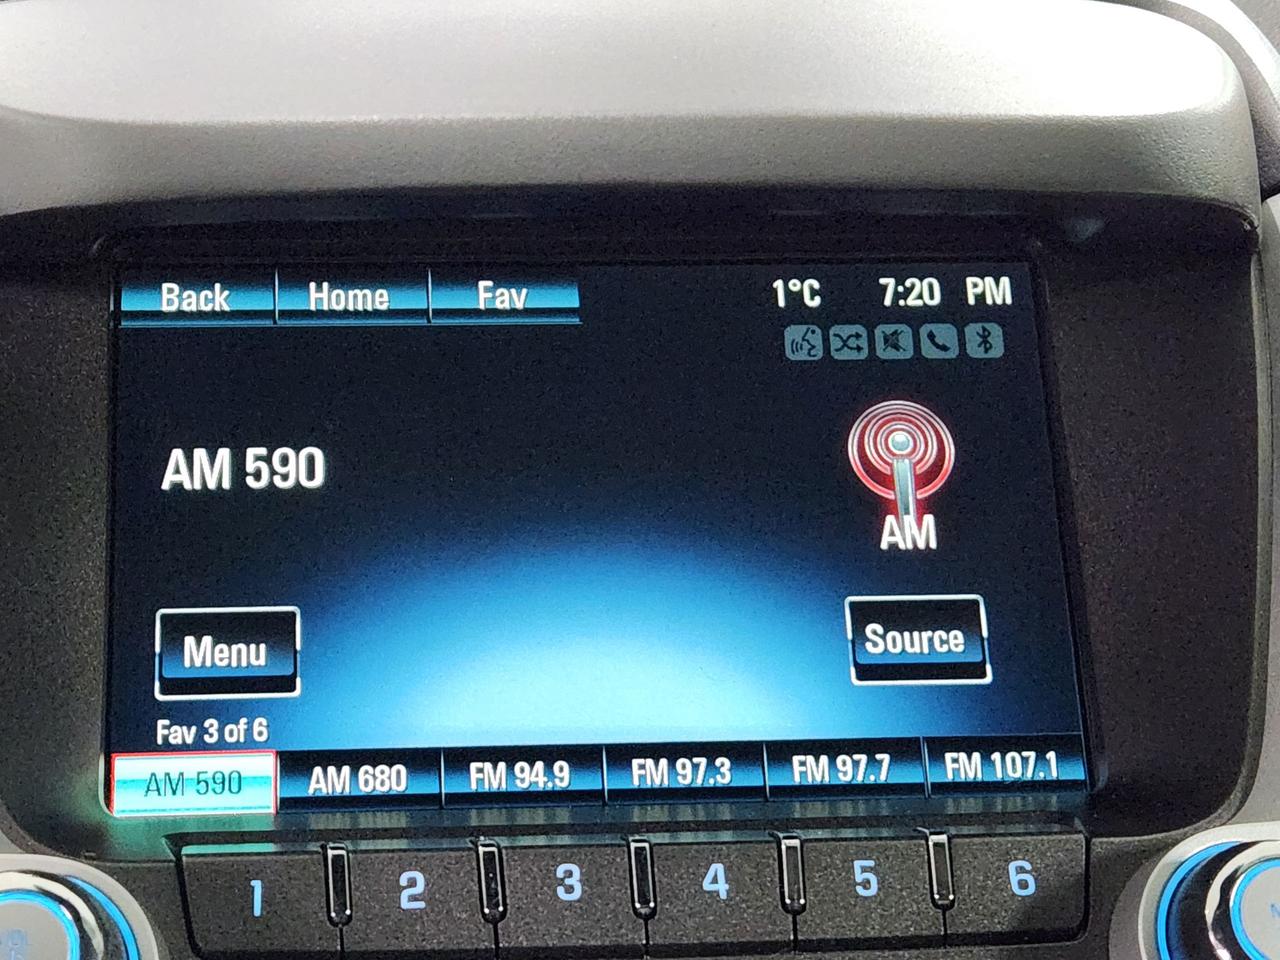 Back Home Fav 1°C 7:20 PM
AM 590
AM
Menu Source
Fav 3 of 6
AM 590 AM 680 FM 94.9 FM 97.3 FM 97.7 FM 107.1
1 2 3 4 5 6